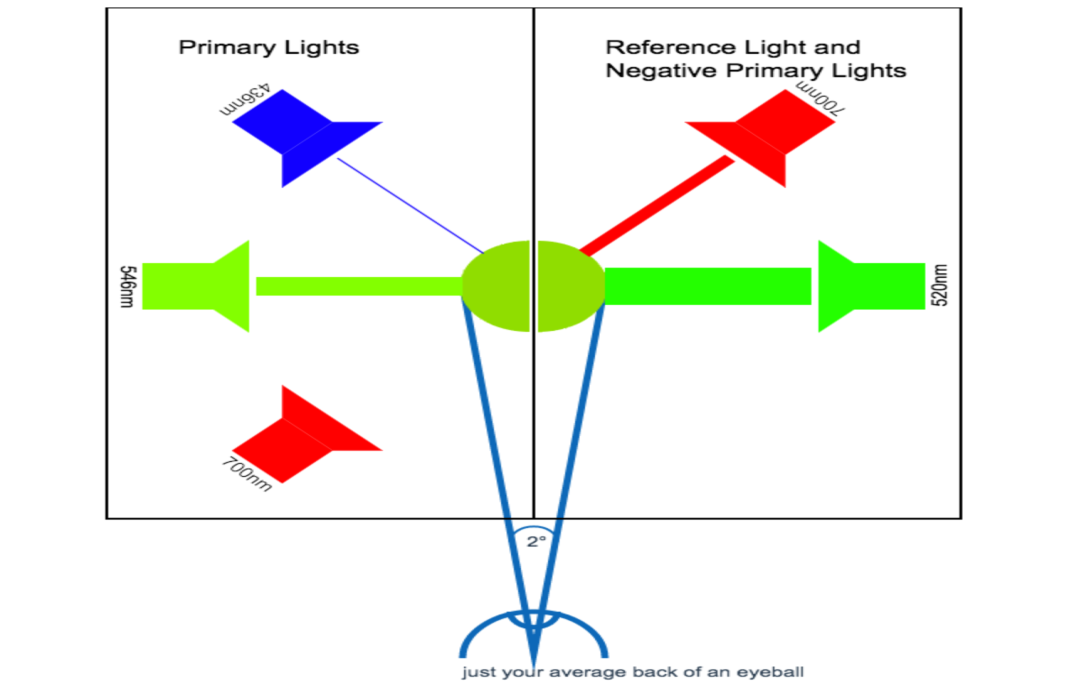 Primary Lights
Reference Light and
Negative Primary Lights
436nm
700nm
546nm
520nm
700nm
2°
just your average back of an eyeball